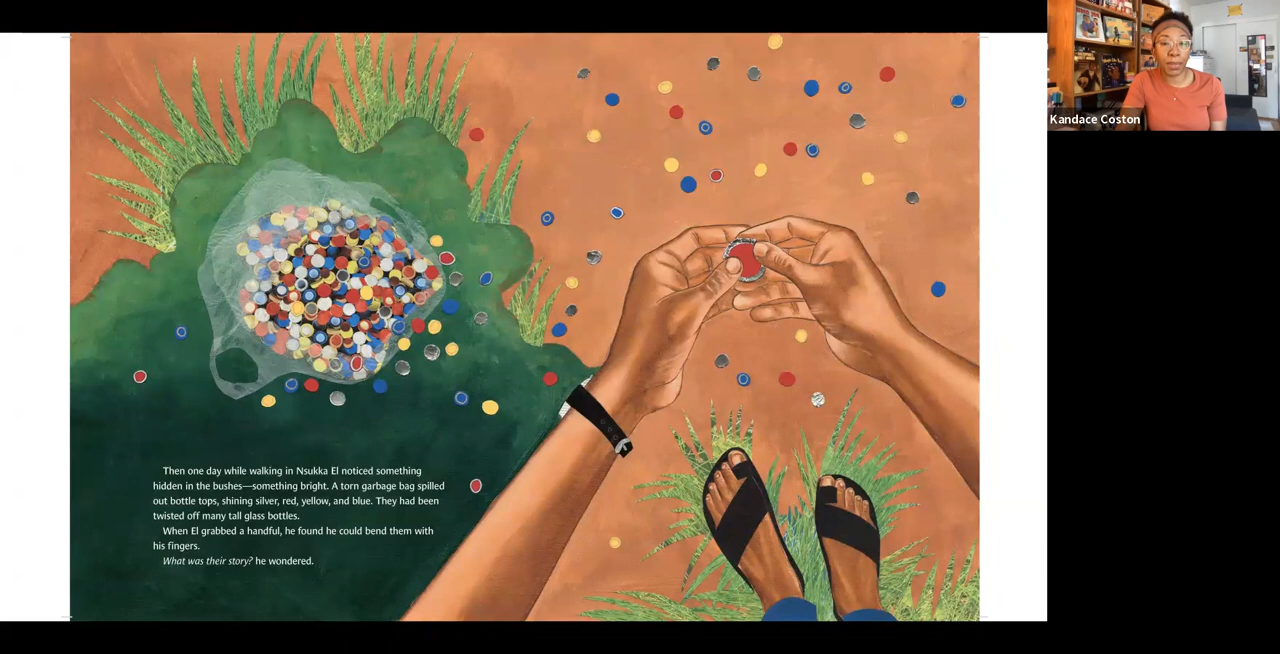 Kandace Coston
Then one day while walking in Nsukka El noticed something
hidden in the bushes—something bright. A torn garbage bag spilled
out bottle tops, shining silver, red, yellow, and blue. They had been
twisted off many tall glass bottles.
When El grabbed a handful, he found he could bend them with
his fingers.
What was their story? he wondered.